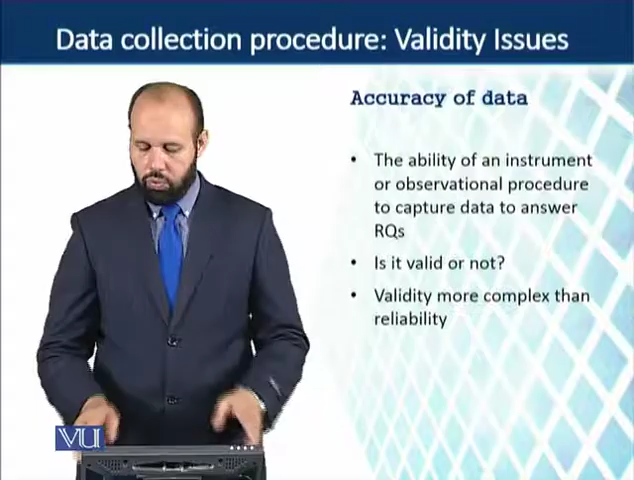 Data collection procedure: Validity Issues
Accuracy of data
• The ability of an instrument
or observational procedure
to capture data to answer
RQs
• Is it valid or not?
• Validity more complex than
reliability
VU